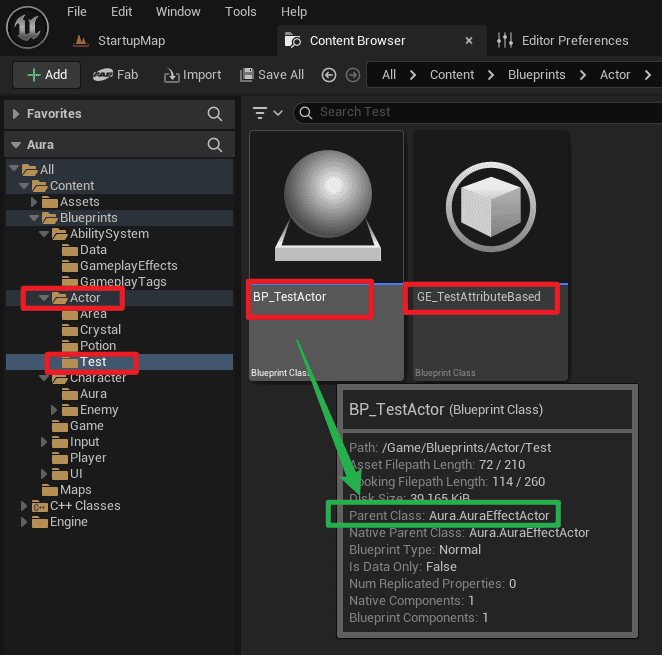 File Edit Window Tools Help
StartupMap
Content Browser
Editor Preferences
Add
Fab
Import
Save All
All
Content
Blueprints
Actor
Favorites
Search Test
Aura
All
Content
Assets
Blueprints
AbilitySystem
Data
GameplayEffects
GameplayTags
Actor
Area
Crystal
Potion
Test
Character
Aura
Enemy
Game
Input
Player
UI
Maps
C++ Classes
Engine
BP_TestActor
Blueprint Class
GE_TestAttributeBased
Blueprint Class
BP_TestActor (Blueprint Class)
Path: /Game/Blueprints/Actor/Test
Asset Filepath Length: 72 / 210
Cooking Filepath Length: 114 / 260
Disk Size: 39.165 KiB
Parent Class: Aura.AuraEffectActor
Native Parent Class: Aura.AuraEffectActor
Blueprint Type: Normal
Is Data Only: False
Num Replicated Properties: 0
Native Components: 1
Blueprint Components: 1